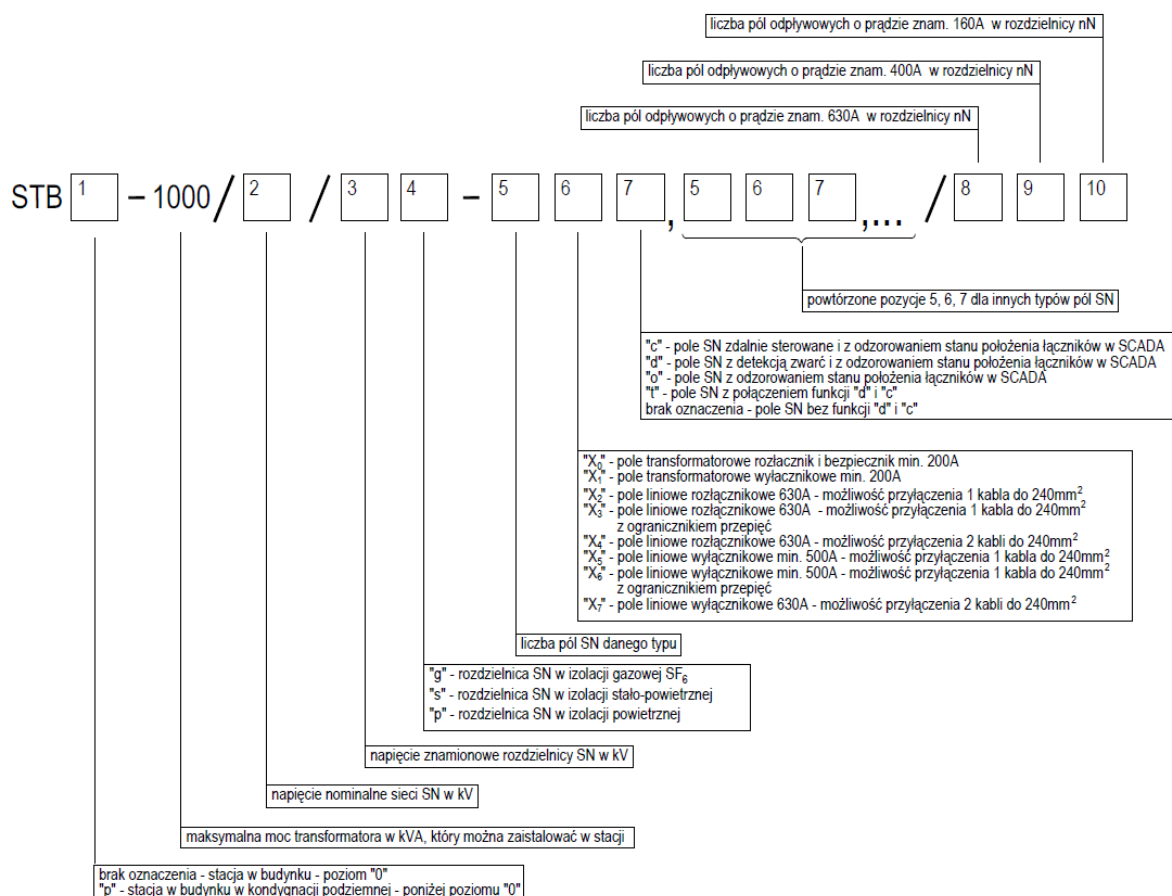 liczba pól odpływowych o prądzie znam. 160A w rozdzielnicy nN
liczba pól odpływowych o prądzie znam. 400A w rozdzielnicy nN
liczba pól odpływowych o prądzie znam. 630A w rozdzielnicy nN
STB 1 – 1000 / 2 / 3 4 – 5 6 7 , 5 6 7 ,... / 8 9 10
powtórzone pozycje 5, 6, 7 dla innych typów pól SN
"c" - pole SN zdalnie sterowane i z odzorowaniem stanu położenia łączników w SCADA
"d" - pole SN z detekcją zwarć i z odzorowaniem stanu położenia łączników w SCADA
"o" - pole SN z odzorowaniem stanu położenia łączników w SCADA
"t" - pole SN z połączeniem funkcji "d" i "c"
brak oznaczenia - pole SN bez funkcji "d" i "c"
"X₀" - pole transformatorowe rozłacznik i bezpiecznik min. 200A
"X₁" - pole transformatorowe wyłacznikowe min. 200A
"X₂" - pole liniowe rozłącznikowe 630A - możliwość przyłączenia 1 kabla do 240mm²
"X₃" - pole liniowe rozłącznikowe 630A - możliwość przyłączenia 1 kabla do 240mm²
z ogranicznikiem przepięć
"X₄" - pole liniowe rozłącznikowe 630A - możliwość przyłączenia 2 kabli do 240mm²
"X₅" - pole liniowe wyłącznikowe min. 500A - możliwość przyłączenia 1 kabla do 240mm²
"X₆" - pole liniowe wyłącznikowe min. 500A - możliwość przyłączenia 1 kabla do 240mm²
z ogranicznikiem przepięć
"X₇" - pole liniowe wyłącznikowe 630A - możliwość przyłączenia 2 kabli do 240mm²
liczba pól SN danego typu
"g" - rozdzielnica SN w izolacji gazowej SF₆
"s" - rozdzielnica SN w izolacji stało-powietrznej
"p" - rozdzielnica SN w izolacji powietrznej
napięcie znamionowe rozdzielnicy SN w kV
napięcie nominalne sieci SN w kV
maksymalna moc transformatora w kVA, który można zaistalować w stacji
brak oznaczenia - stacja w budynku - poziom "0"
"p" - stacja w budynku w kondygnacji podziemnej - poniżej poziomu "0"